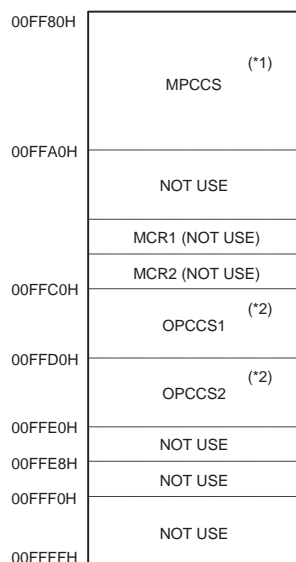 00FF80H
(*1)
MPCCS
00FFA0H
NOT USE
MCR1 (NOT USE)
MCR2 (NOT USE)
00FFC0H
(*2)
OPCCS1
00FFD0H
(*2)
OPCCS2
00FFE0H
NOT USE
00FFE8H
NOT USE
00FFF0H
NOT USE
00FFFFH